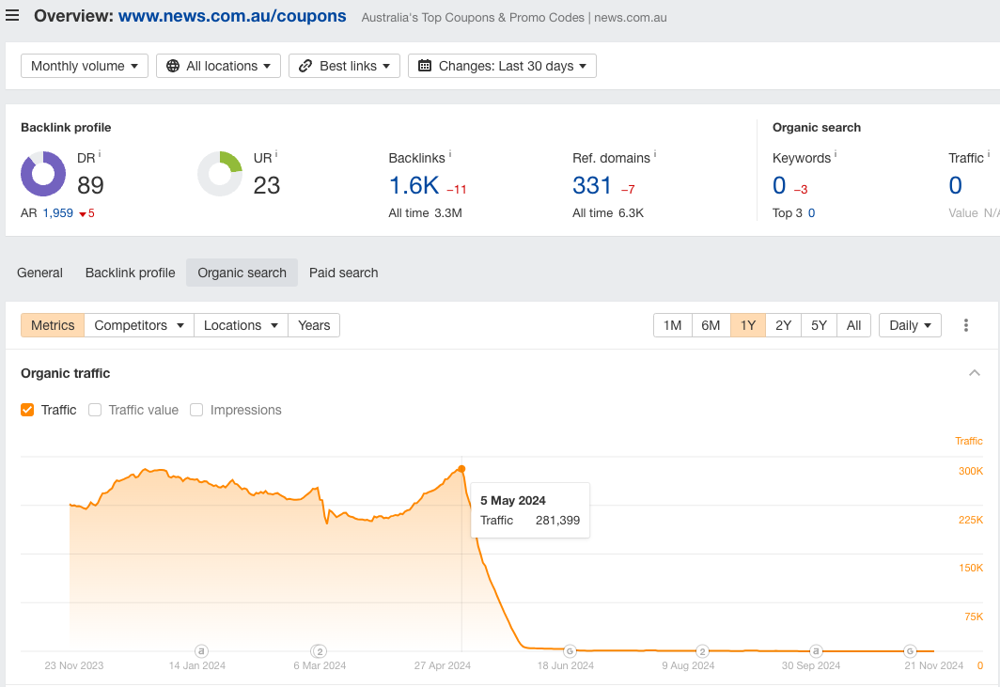 Overview: www.news.com.au/coupons Australia's Top Coupons & Promo Codes | news.com.au
Monthly volume All locations Best links Changes: Last 30 days
Backlink profile Organic search
DR i UR i Backlinks i Ref. domains i Keywords i Traffic i
89 23 1.6K −11 331 −7 0 −3 0
AR 1,959 5 All time 3.3M All time 6.3K Top 3 0 Value N/A
General Backlink profile Organic search Paid search
Metrics Competitors Locations Years 1M 6M 1Y 2Y 5Y All Daily
Organic traffic
Traffic Traffic value Impressions
Traffic
300K
5 May 2024
Traffic 281,399
225K
150K
75K
a 2 G 2 a G
23 Nov 2023 14 Jan 2024 6 Mar 2024 27 Apr 2024 18 Jun 2024 9 Aug 2024 30 Sep 2024 21 Nov 2024 0